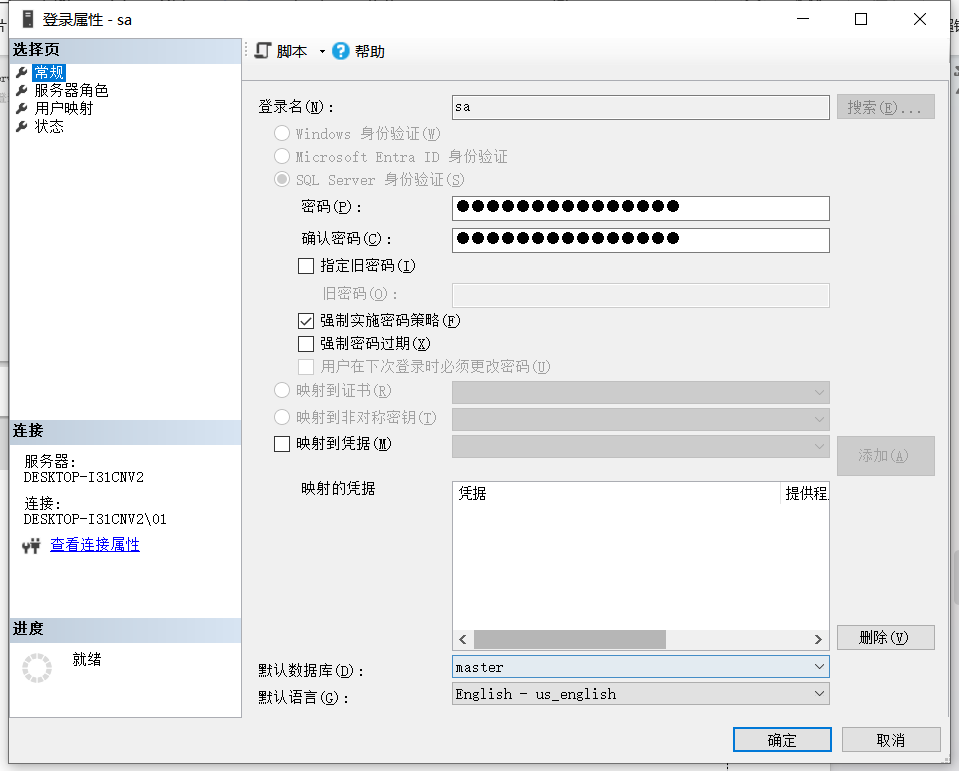 登录属性 - sa
选择页
常规
服务器角色
用户映射
状态
连接
服务器:
DESKTOP-I31CNV2
连接:
DESKTOP-I31CNV2\01
查看连接属性
进度
就绪
脚本
帮助
登录名(N):
sa
搜索(E)...
Windows 身份验证(W)
Microsoft Entra ID 身份验证
SQL Server 身份验证(S)
密码(P):
●●●●●●●●●●●●●●●
确认密码(C):
●●●●●●●●●●●●●●●
指定旧密码(I)
旧密码(O):
强制实施密码策略(F)
强制密码过期(X)
用户在下次登录时必须更改密码(U)
映射到证书(R)
映射到非对称密钥(T)
映射到凭据(M)
添加(A)
映射的凭据
凭据 提供程
删除(V)
默认数据库(D):
master
默认语言(G):
English - us_english
确定 取消